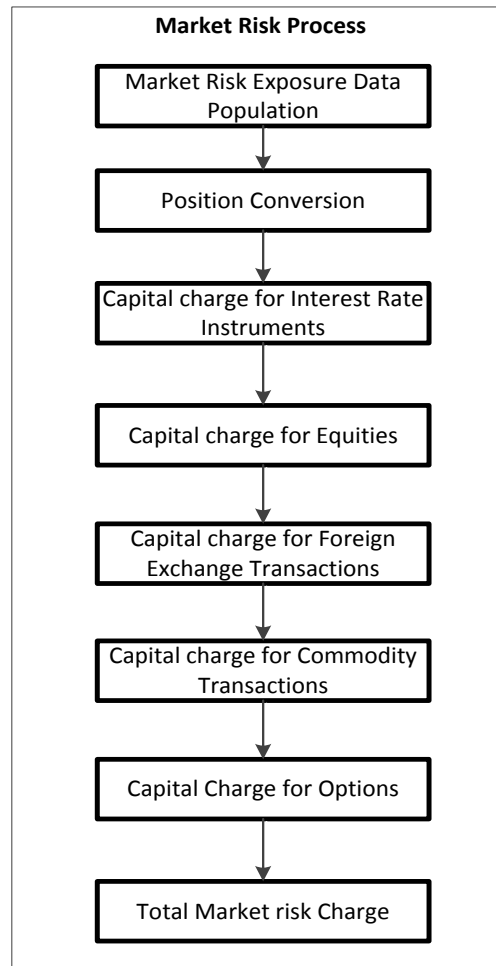 Market Risk Process
Market Risk Exposure Data
Population
Position Conversion
Capital charge for Interest Rate
Instruments
Capital charge for Equities
Capital charge for Foreign
Exchange Transactions
Capital charge for Commodity
Transactions
Capital Charge for Options
Total Market risk Charge